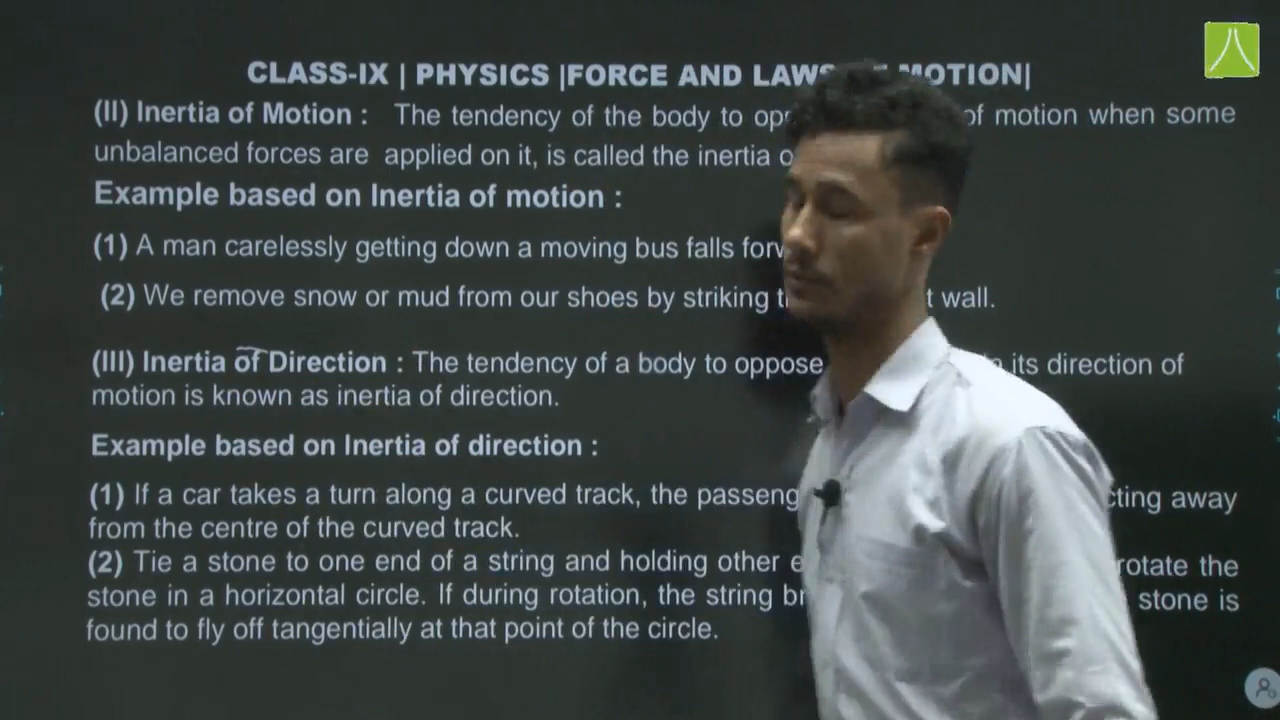 CLASS-IX | PHYSICS |FORCE AND LAWS MOTION|
(II) Inertia of Motion : The tendency of the body to of motion when some
unbalanced forces are applied on it, is called the inertia
Example based on Inertia of motion :
(1) A man carelessly getting down a moving bus falls
(2) We remove snow or mud from our shoes by striking wall.
(III) Inertia of Direction : The tendency of a body to oppose its direction of
motion is known as inertia of direction.
Example based on Inertia of direction :
(1) If a car takes a turn along a curved track, the away
from the centre of the curved track.
(2) Tie a stone to one end of a string and holding other rotate the
stone in a horizontal circle. If during rotation, the string stone is
found to fly off tangentially at that point of the circle.